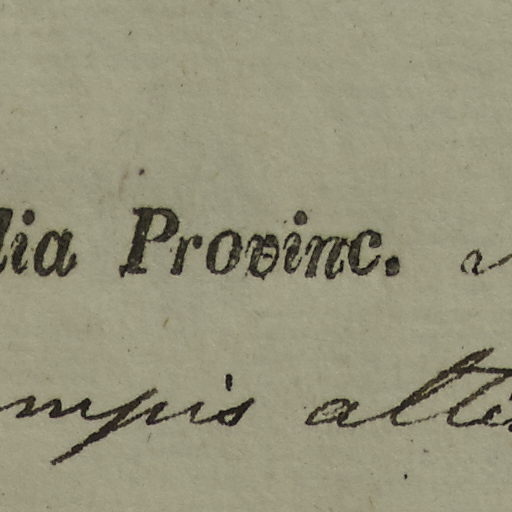 lia Provinc.
mpis alt